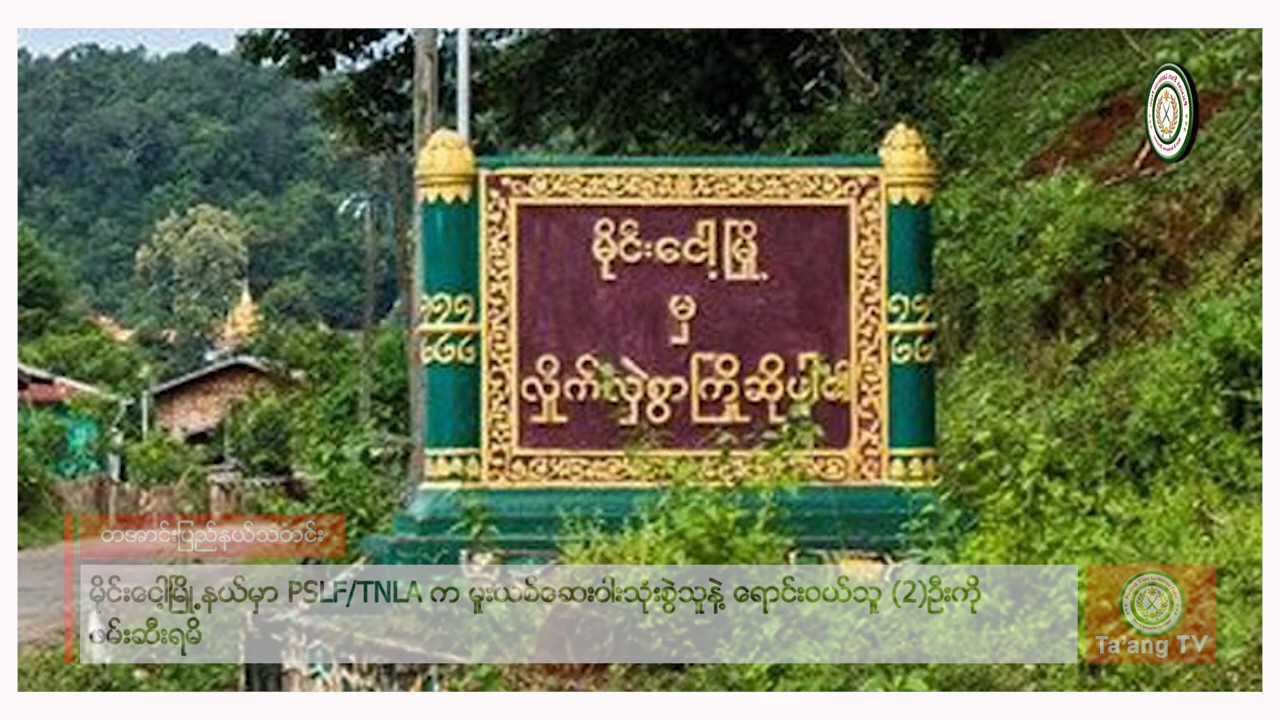 မိုင်းငေါ့မြို့
မှ
လှိုက်လှဲစွာကြိုဆိုပါ၏
တအာင်းပြည်နယ်သတင်း
မိုင်းငေါ့မြို့နယ်မှာ PSLF/TNLA က မူးယစ်ဆေးဝါးသုံးစွဲသူနဲ့ ရောင်းဝယ်သူ (2)ဦးကို
ဖမ်းဆီးရမိ
Ta'ang TV